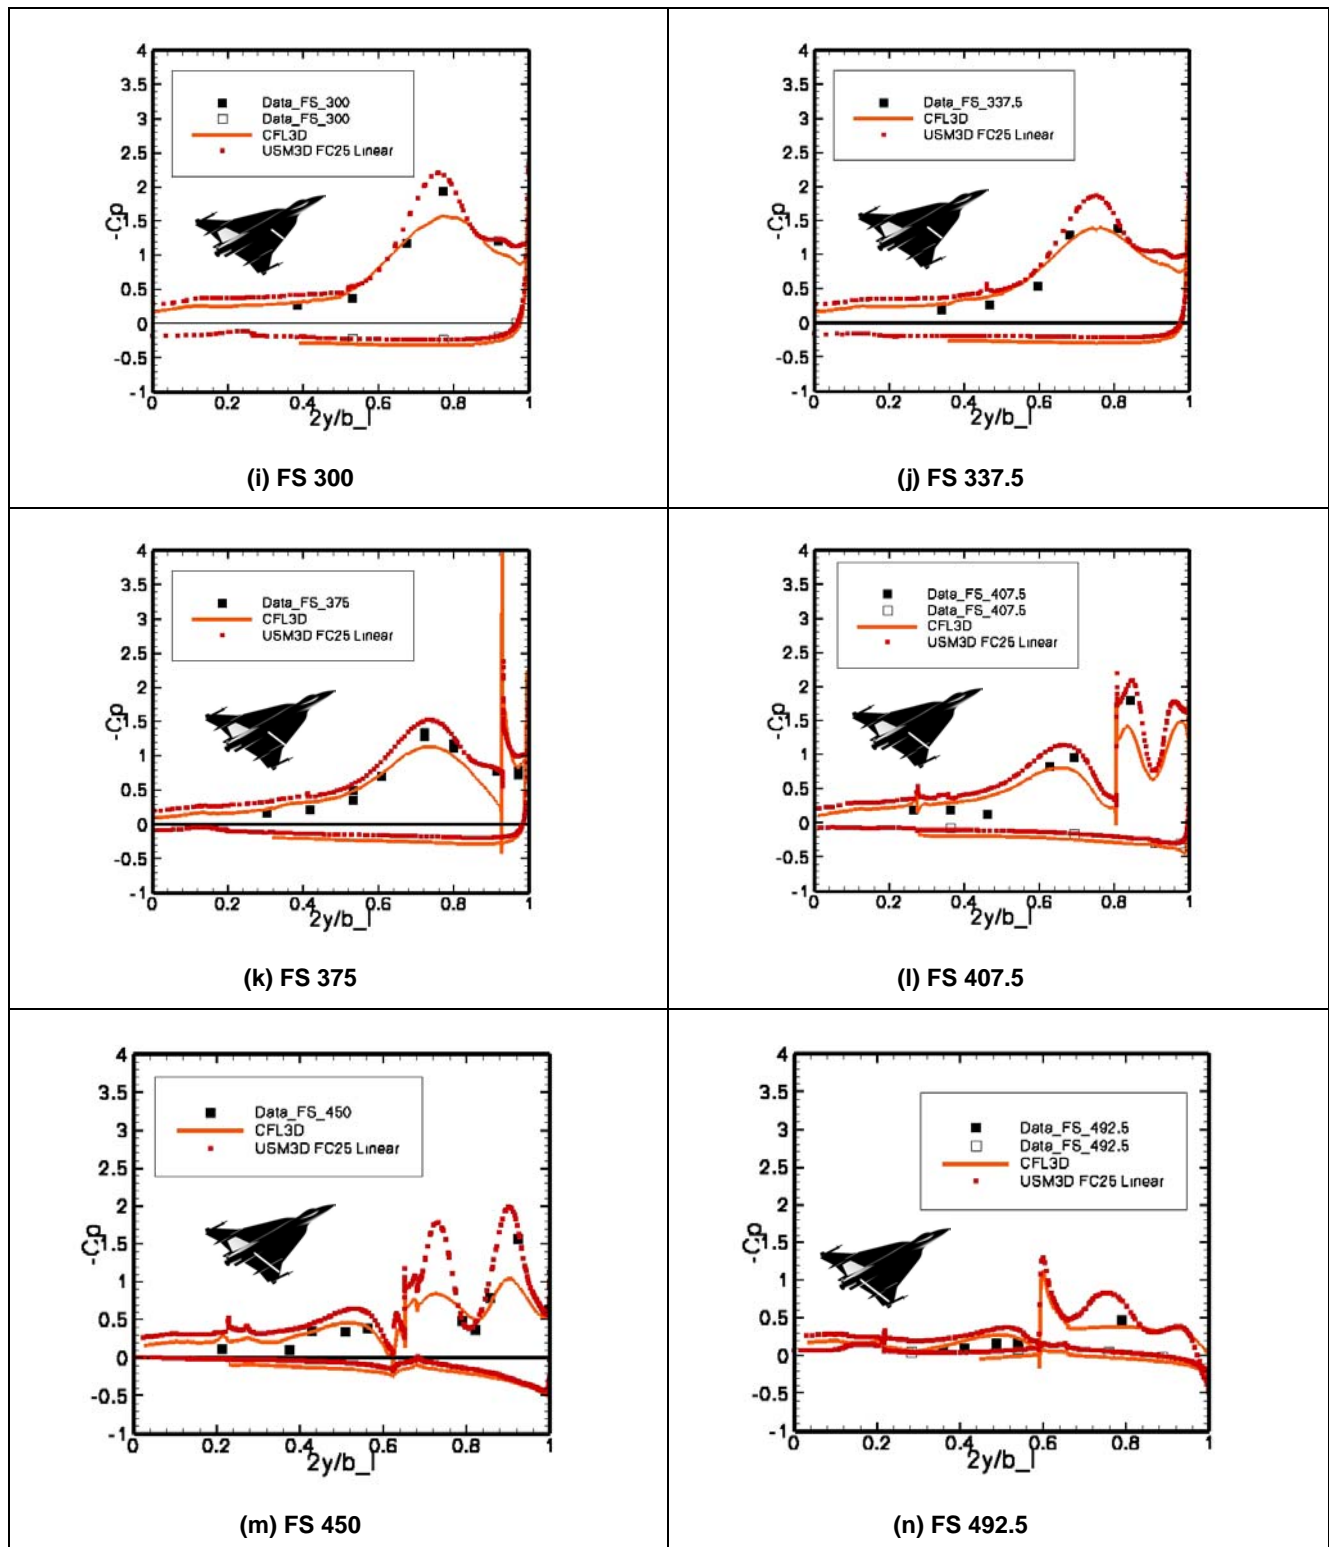 4
3.5
3
2.5
2
1.5
1
0.5
0
-0.5
-1
-Cp
Data_FS_300
Data_FS_300
CFL3D
USM3D FC25 Linear
0 0.2 0.4 0.6 0.8 1
2y/b_l
(i) FS 300
4
3.5
3
2.5
2
1.5
1
0.5
0
-0.5
-1
-Cp
Data_FS_337.5
CFL3D
USM3D FC25 Linear
0 0.2 0.4 0.6 0.8 1
2y/b_l
(j) FS 337.5
4
3.5
3
2.5
2
1.5
1
0.5
0
-0.5
-1
-Cp
Data_FS_375
CFL3D
USM3D FC25 Linear
0 0.2 0.4 0.6 0.8 1
2y/b_l
(k) FS 375
4
3.5
3
2.5
2
1.5
1
0.5
0
-0.5
-1
-Cp
Data_FS_407.5
Data_FS_407.5
CFL3D
USM3D FC25 Linear
0 0.2 0.4 0.6 0.8 1
2y/b_l
(l) FS 407.5
4
3.5
3
2.5
2
1.5
1
0.5
0
-0.5
-1
-Cp
Data_FS_450
CFL3D
USM3D FC25 Linear
0 0.2 0.4 0.6 0.8 1
2y/b_l
(m) FS 450
4
3.5
3
2.5
2
1.5
1
0.5
0
-0.5
-1
-Cp
Data_FS_492.5
Data_FS_492.5
CFL3D
USM3D FC25 Linear
0 0.2 0.4 0.6 0.8 1
2y/b_l
(n) FS 492.5